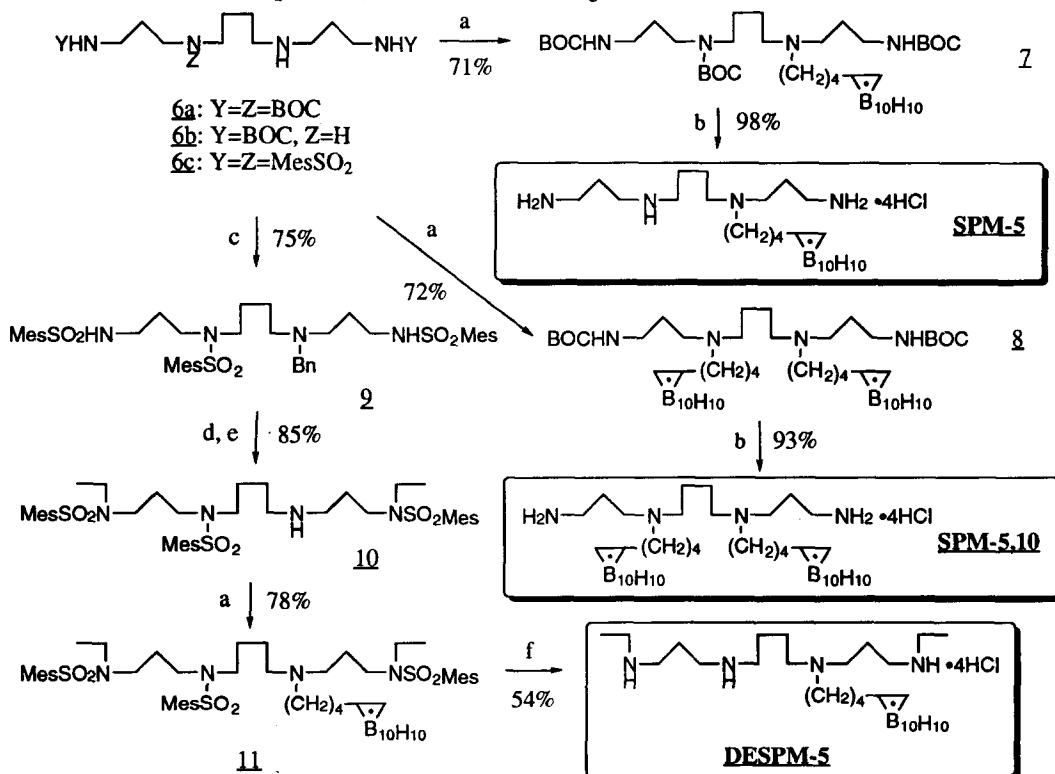 YHN N Z N H NHY
a
71%
BOCHN N BOC N NHBOC
(CH2)4
B10H10
7
6a: Y=Z=BOC
6b: Y=BOC, Z=H
6c: Y=Z=MesSO2
b 98%
H2N N H N NH2 •4HCl
(CH2)4
B10H10
SPM-5
c 75%
a
72%
MesSO2HN N N NHSO2Mes
MesSO2 Bn
9
BOCHN N N NHBOC
(CH2)4 (CH2)4
B10H10 B10H10
8
d, e 85%
b 93%
MesSO2N N N H NSO2Mes
MesSO2
10
H2N N N NH2 •4HCl
(CH2)4 (CH2)4
B10H10 B10H10
SPM-5,10
a 78%
MesSO2N N N NSO2Mes
MesSO2 (CH2)4
B10H10
11
f
54%
N H N H N NH •4HCl
(CH2)4
B10H10
DESPM-5